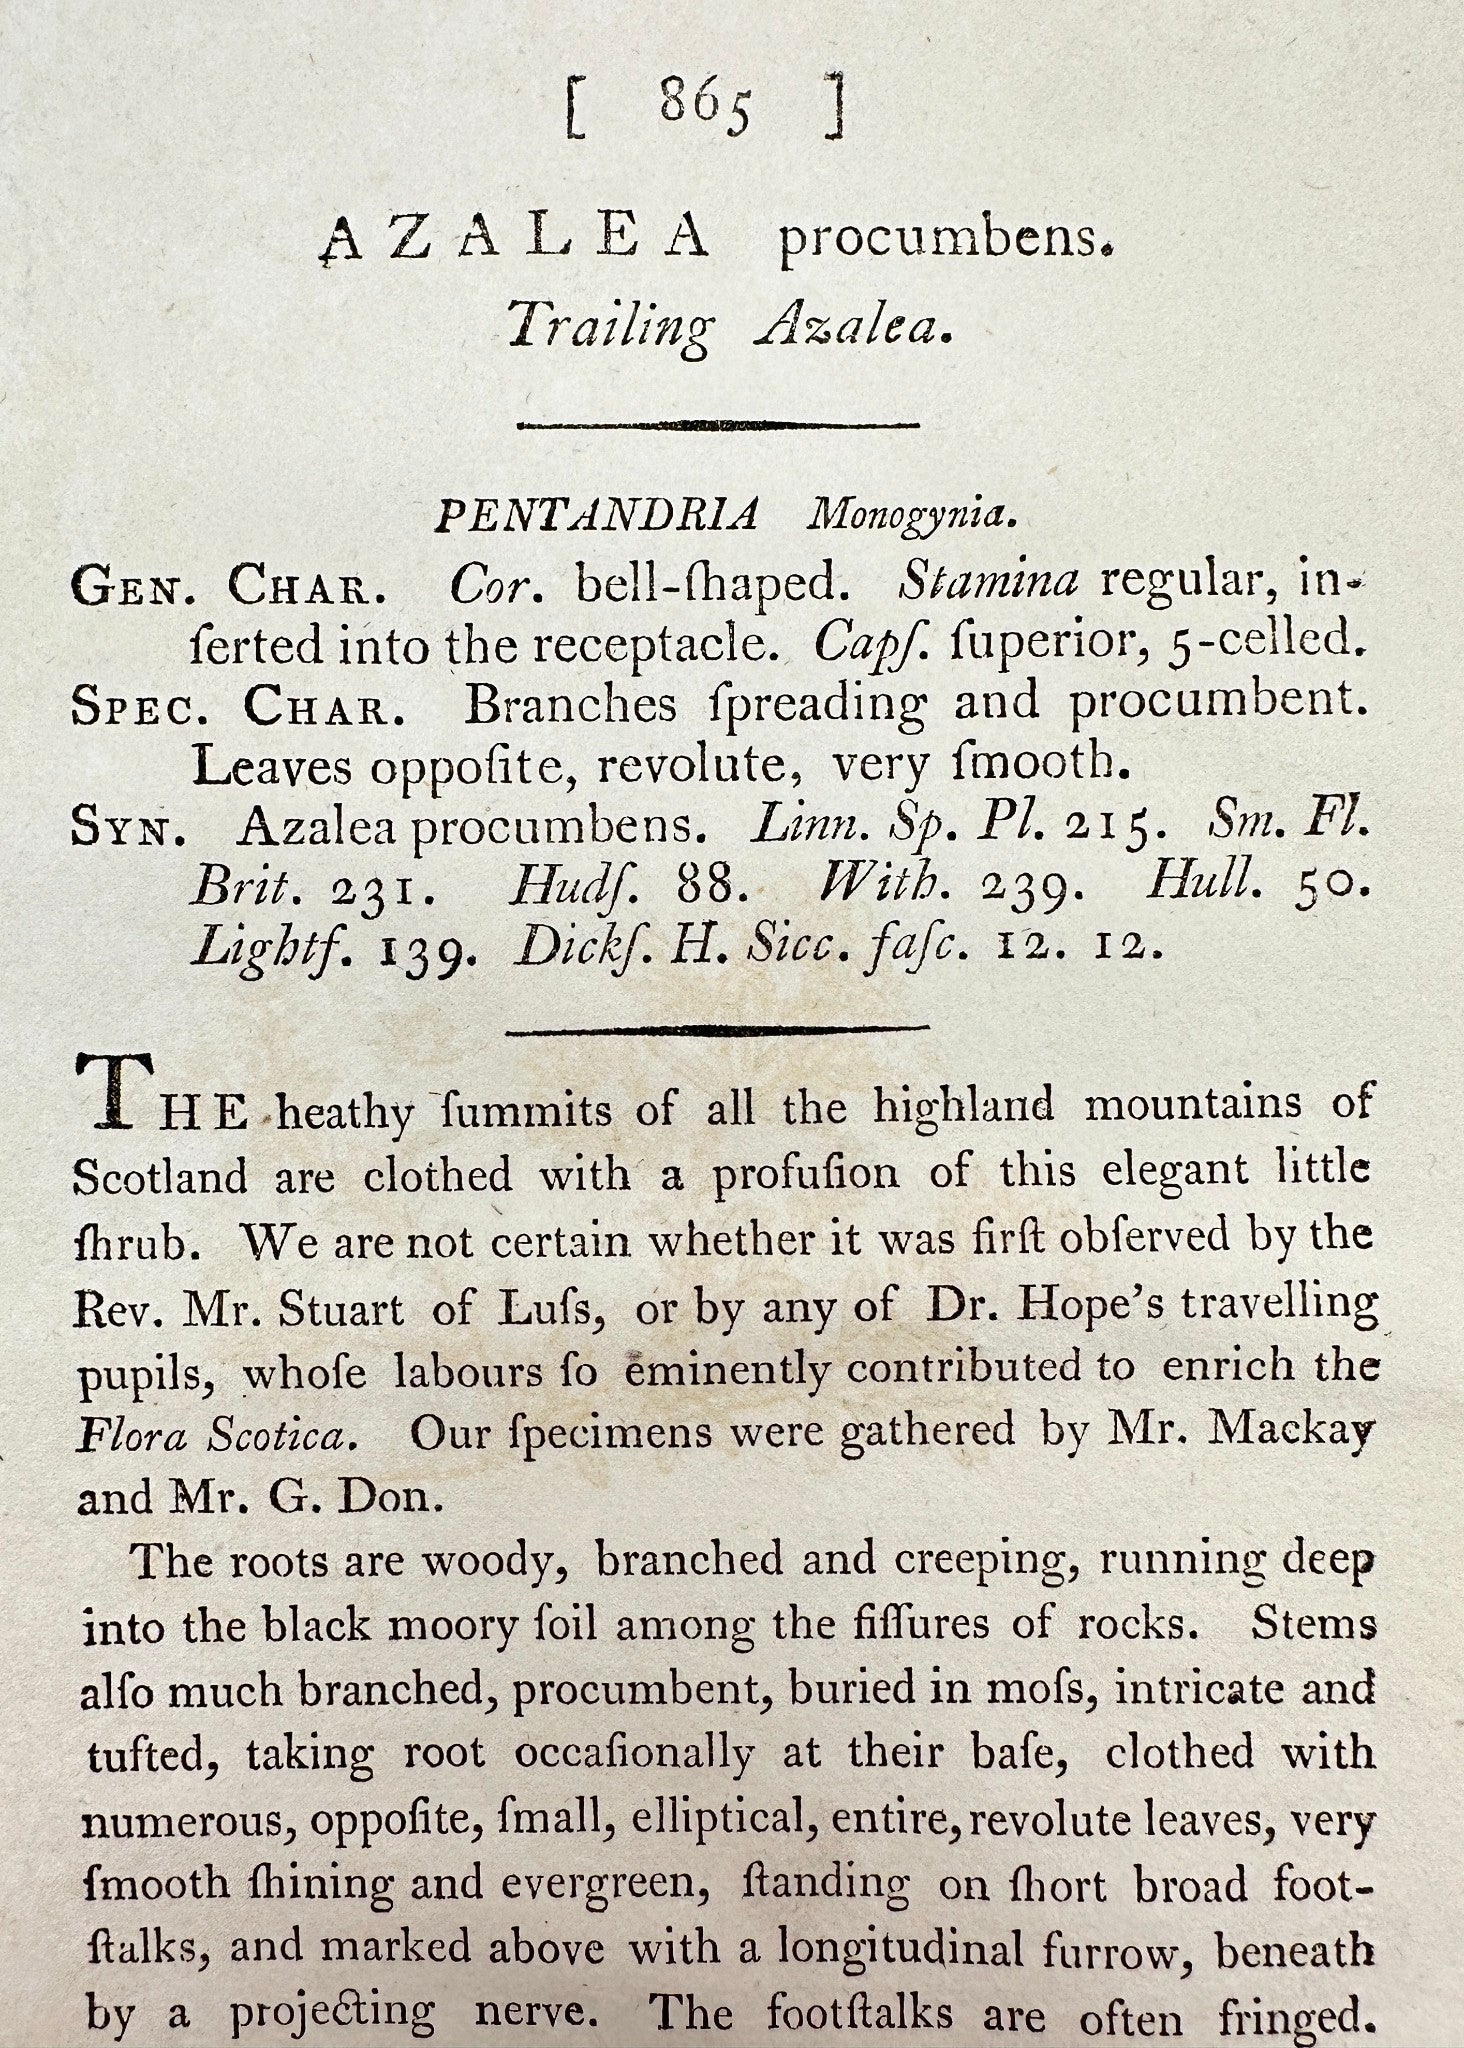 [ 865 ]
AZALEA procumbens.
Trailing Azalea.
PENTANDRIA Monogynia.
GEN. CHAR. Cor. bell-ſhaped. Stamina regular, in-
ſerted into the receptacle. Capſ. ſuperior, 5-celled.
SPEC. CHAR. Branches ſpreading and procumbent.
Leaves oppoſite, revolute, very ſmooth.
SYN. Azalea procumbens. Linn. Sp. Pl. 215. Sm. Fl.
Brit. 231. Hudſ. 88. With. 239. Hull. 50.
Lightf. 139. Dickſ. H. Sicc. faſc. 12. 12.
THE heathy ſummits of all the highland mountains of
Scotland are clothed with a profuſion of this elegant little
ſhrub. We are not certain whether it was firſt obſerved by the
Rev. Mr. Stuart of Luſs, or by any of Dr. Hope's travelling
pupils, whoſe labours ſo eminently contributed to enrich the
Flora Scotica. Our ſpecimens were gathered by Mr. Mackay
and Mr. G. Don.
The roots are woody, branched and creeping, running deep
into the black moory ſoil among the fiſſures of rocks. Stems
alſo much branched, procumbent, buried in moſs, intricate and
tufted, taking root occaſionally at their baſe, clothed with
numerous, oppoſite, ſmall, elliptical, entire, revolute leaves, very
ſmooth ſhining and evergreen, ſtanding on ſhort broad foot-
ſtalks, and marked above with a longitudinal furrow, beneath
by a projecting nerve. The footſtalks are often fringed.